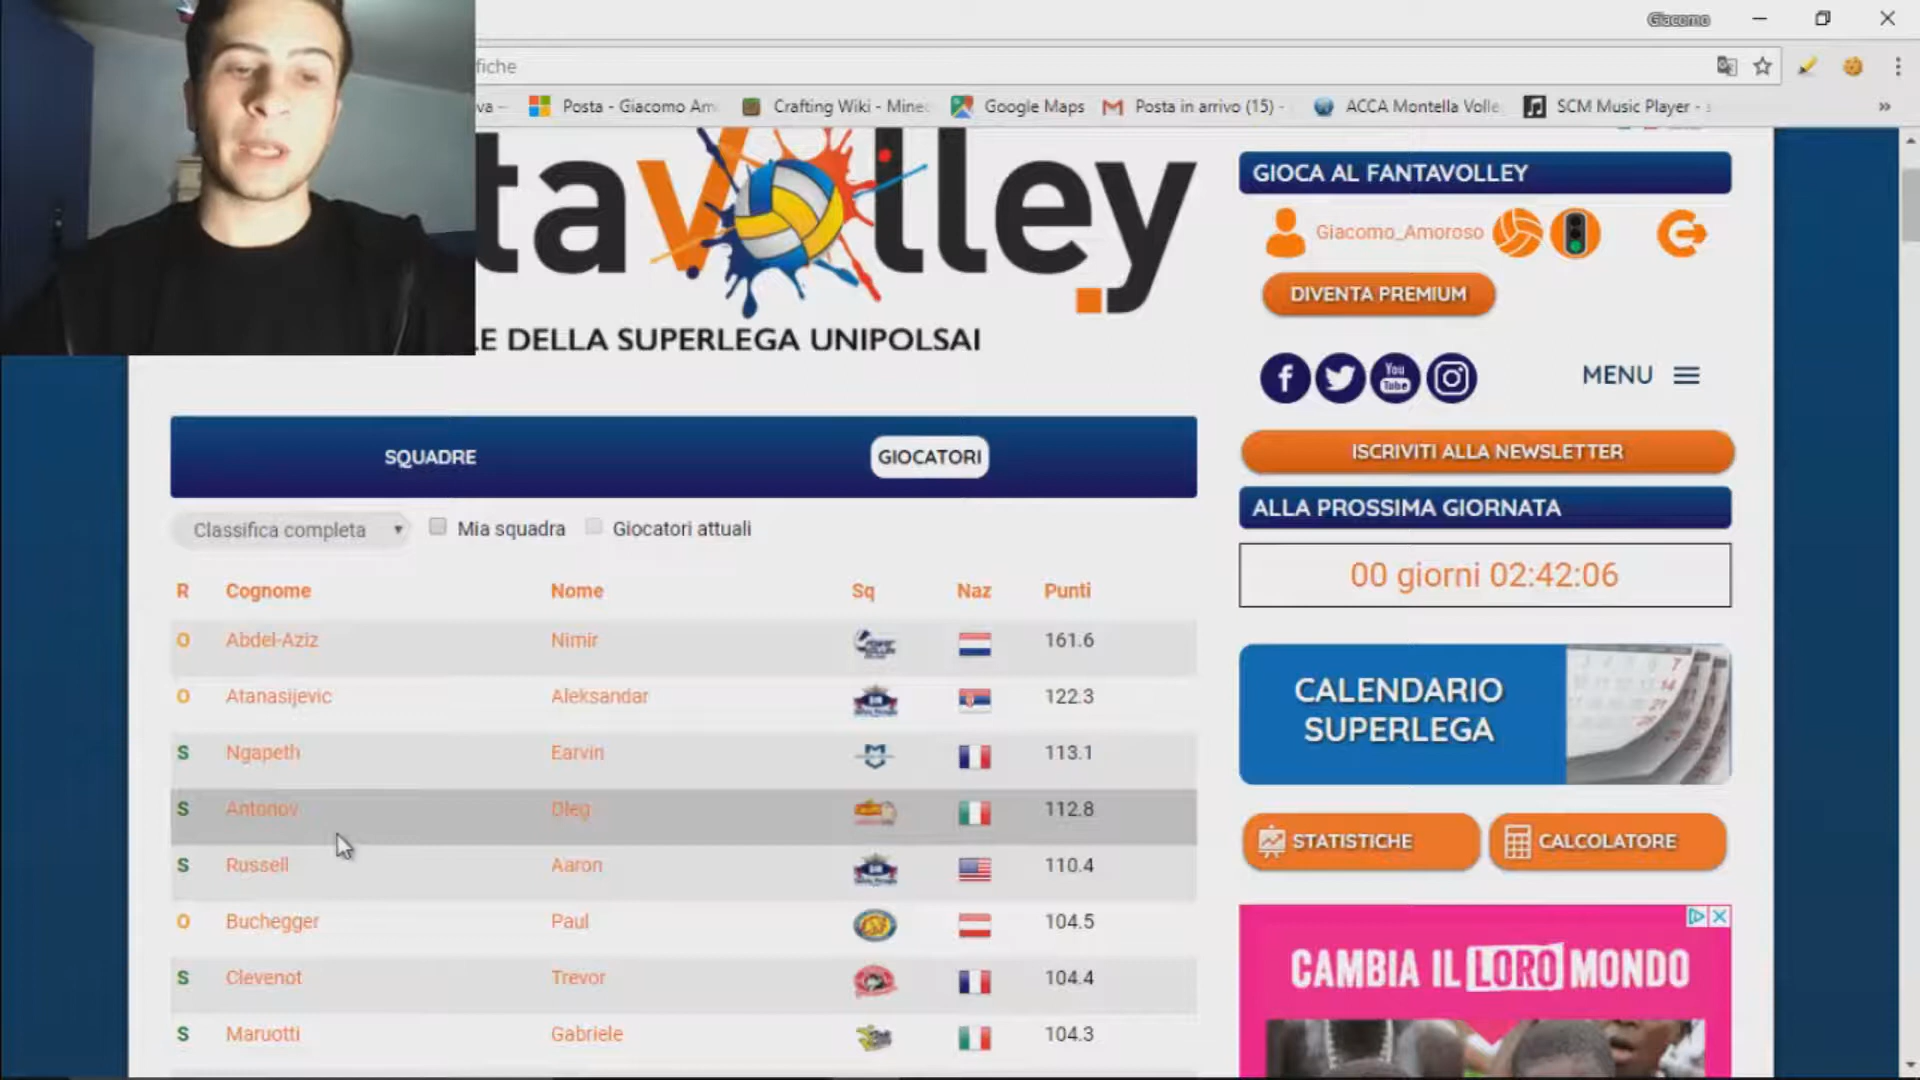 Giacomo
fiche
va –
Posta - Giacomo Am
Crafting Wiki - Mine
Google Maps
Posta in arrivo (15) -
ACCA Montella Volle
SCM Music Player -
»
tavolley
LE DELLA SUPERLEGA UNIPOLSAI
GIOCA AL FANTAVOLLEY
Giacomo_Amoroso
DIVENTA PREMIUM
You
Tube
MENU
ISCRIVITI ALLA NEWSLETTER
ALLA PROSSIMA GIORNATA
00 giorni 02:42:06
CALENDARIO
SUPERLEGA
STATISTICHE
CALCOLATORE
CAMBIA IL LORO MONDO
SQUADRE
GIOCATORI
Classifica completa
Mia squadra
Giocatori attuali
R Cognome Nome Sq Naz Punti
O Abdel-Aziz Nimir 161.6
O Atanasijevic Aleksandar 122.3
S Ngapeth Earvin 113.1
S Antonov Oleg 112.8
S Russell Aaron 110.4
O Buchegger Paul 104.5
S Clevenot Trevor 104.4
S Maruotti Gabriele 104.3